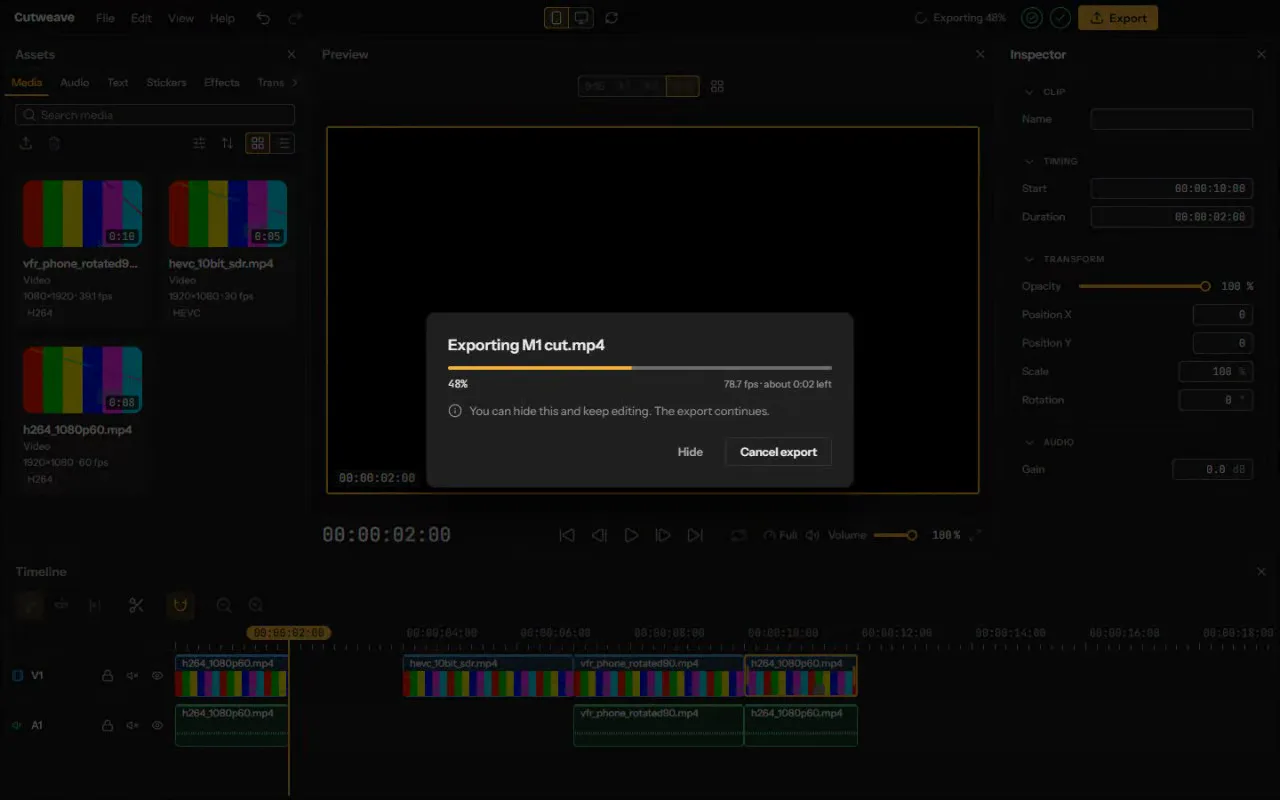 Cutweave File Edit View Help Exporting 48% Export
Assets
Preview
Inspector
Media Audio Text Stickers Effects Trans
Search media
0:10
vfr_phone_rotated9...
Video
1080×1920 · 39.1 fps
H264
0:05
hevc_10bit_sdr.mp4
Video
1920×1080 · 30 fps
HEVC
0:08
h264_1080p60.mp4
Video
1920×1080 · 60 fps
H264
CLIP
Name
TIMING
Start 00:00:10:00
Duration 00:00:02:00
TRANSFORM
Opacity 100 %
Position X 0
Position Y 0
Scale 100 %
Rotation 0 °
AUDIO
Gain 0.0 dB
Exporting M1 cut.mp4
48% 78.7 fps · about 0:02 left
You can hide this and keep editing. The export continues.
Hide Cancel export
00:00:02:00
00:00:02:00 Full Volume 100 %
Timeline
00:00:02:00 00:00:04:00 00:00:06:00 00:00:08:00 00:00:10:00 00:00:12:00 00:00:14:00 00:00:16:00 00:00:18:00
V1 h264_1080p60.mp4 hevc_10bit_sdr.mp4 vfr_phone_rotated90.mp4 h264_1080p60.mp4
A1 h264_1080p60.mp4 vfr_phone_rotated90.mp4 h264_1080p60.mp4